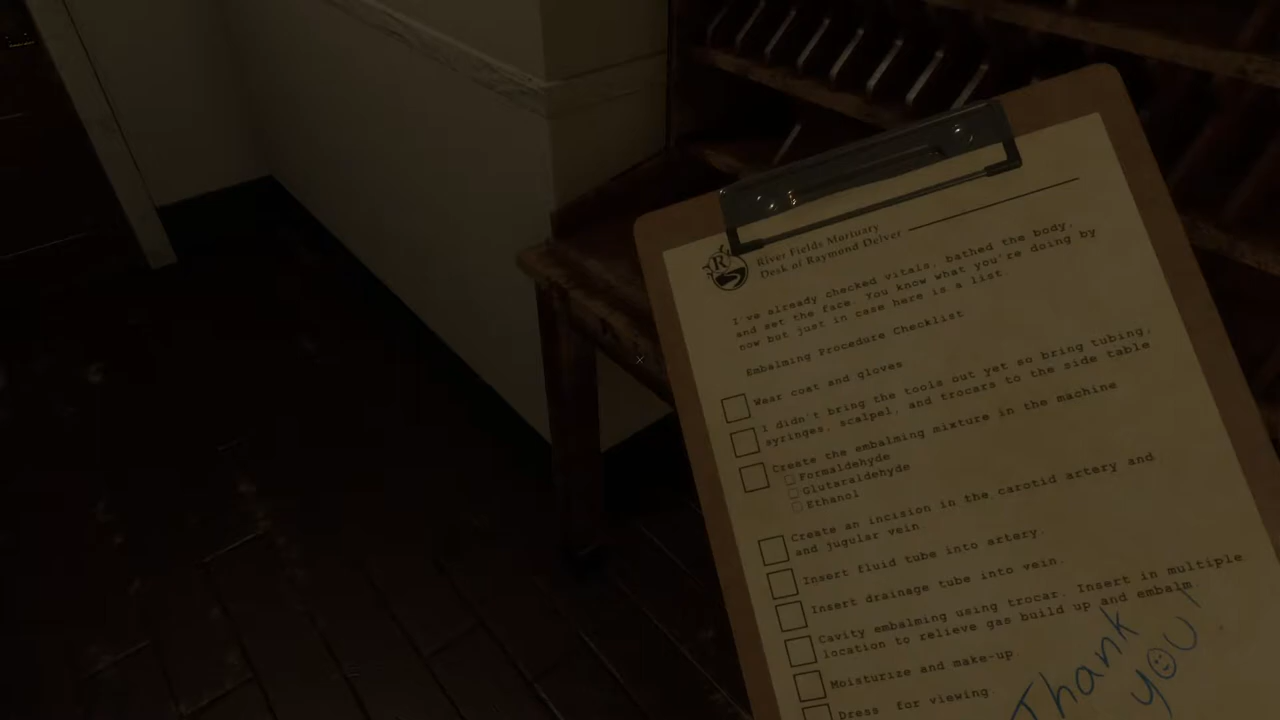 River Fields Mortuary
Desk of Raymond Delver
I've already checked vitals, bathed the body,
and set the face. You know what you're doing by
now but just in case here is a list.
Embalming Procedure Checklist
Wear coat and gloves
I didn't bring the tools out yet so bring tubing,
syringes, scalpel, and trocars to the side table
Create the embalming mixture in the machine
Formaldehyde
Glutaraldehyde
Ethanol
Create an incision in the carotid artery and
and jugular vein.
Insert fluid tube into artery.
Insert drainage tube into vein.
Cavity embalming using trocar. Insert in multiple
location to relieve gas build up and embalm.
Moisturize and make-up.
Dress for viewing.
Thank
you!